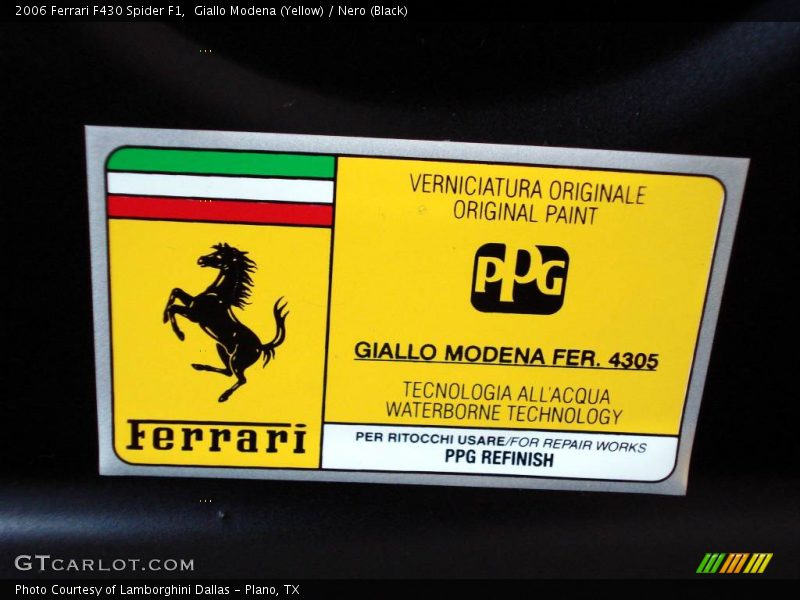 2006 Ferrari F430 Spider F1,  Giallo Modena (Yellow) / Nero (Black)
VERNICIATURA ORIGINALE
ORIGINAL PAINT
PPG
GIALLO MODENA FER. 4305
TECNOLOGIA ALL'ACQUA
WATERBORNE TECHNOLOGY
Ferrari
PER RITOCCHI USARE/FOR REPAIR WORKS
PPG REFINISH
GTCARLOT.COM
Photo Courtesy of Lamborghini Dallas - Plano, TX